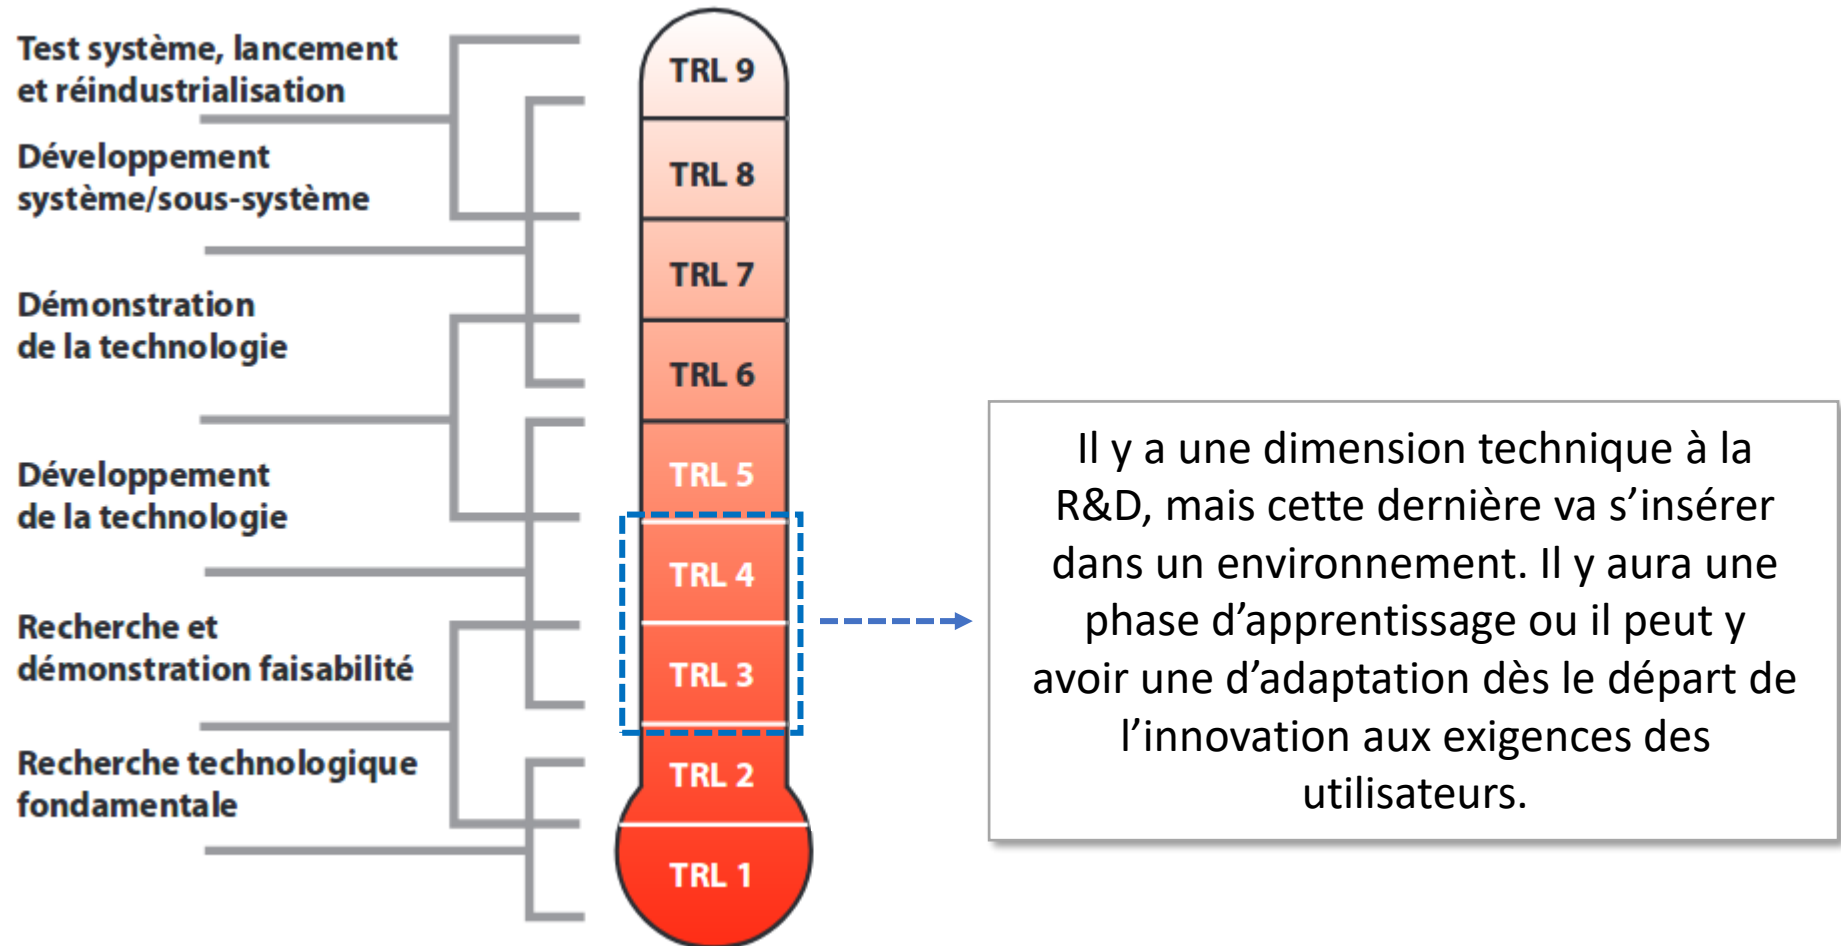 Test système, lancement
et réindustrialisation
Développement
système/sous-système
Démonstration
de la technologie
Développement
de la technologie
Recherche et
démonstration faisabilité
Recherche technologique
fondamentale
TRL 9
TRL 8
TRL 7
TRL 6
TRL 5
TRL 4
TRL 3
TRL 2
TRL 1
Il y a une dimension technique à la
R&D, mais cette dernière va s’insérer
dans un environnement. Il y aura une
phase d’apprentissage ou il peut y
avoir une d’adaptation dès le départ de
l’innovation aux exigences des
utilisateurs.